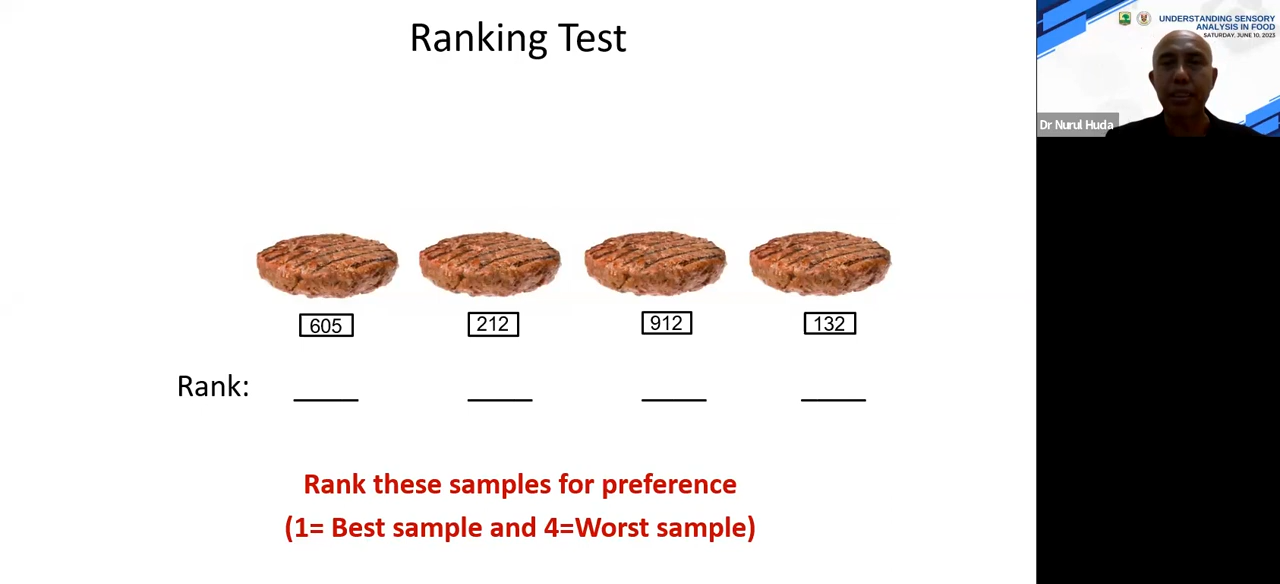 Ranking Test
605
212
912
132
Rank:
Rank these samples for preference
(1= Best sample and 4=Worst sample)
UNDERSTANDING SENSORY
ANALYSIS IN FOOD
SATURDAY, JUNE 10, 2023
Dr Nurul Huda